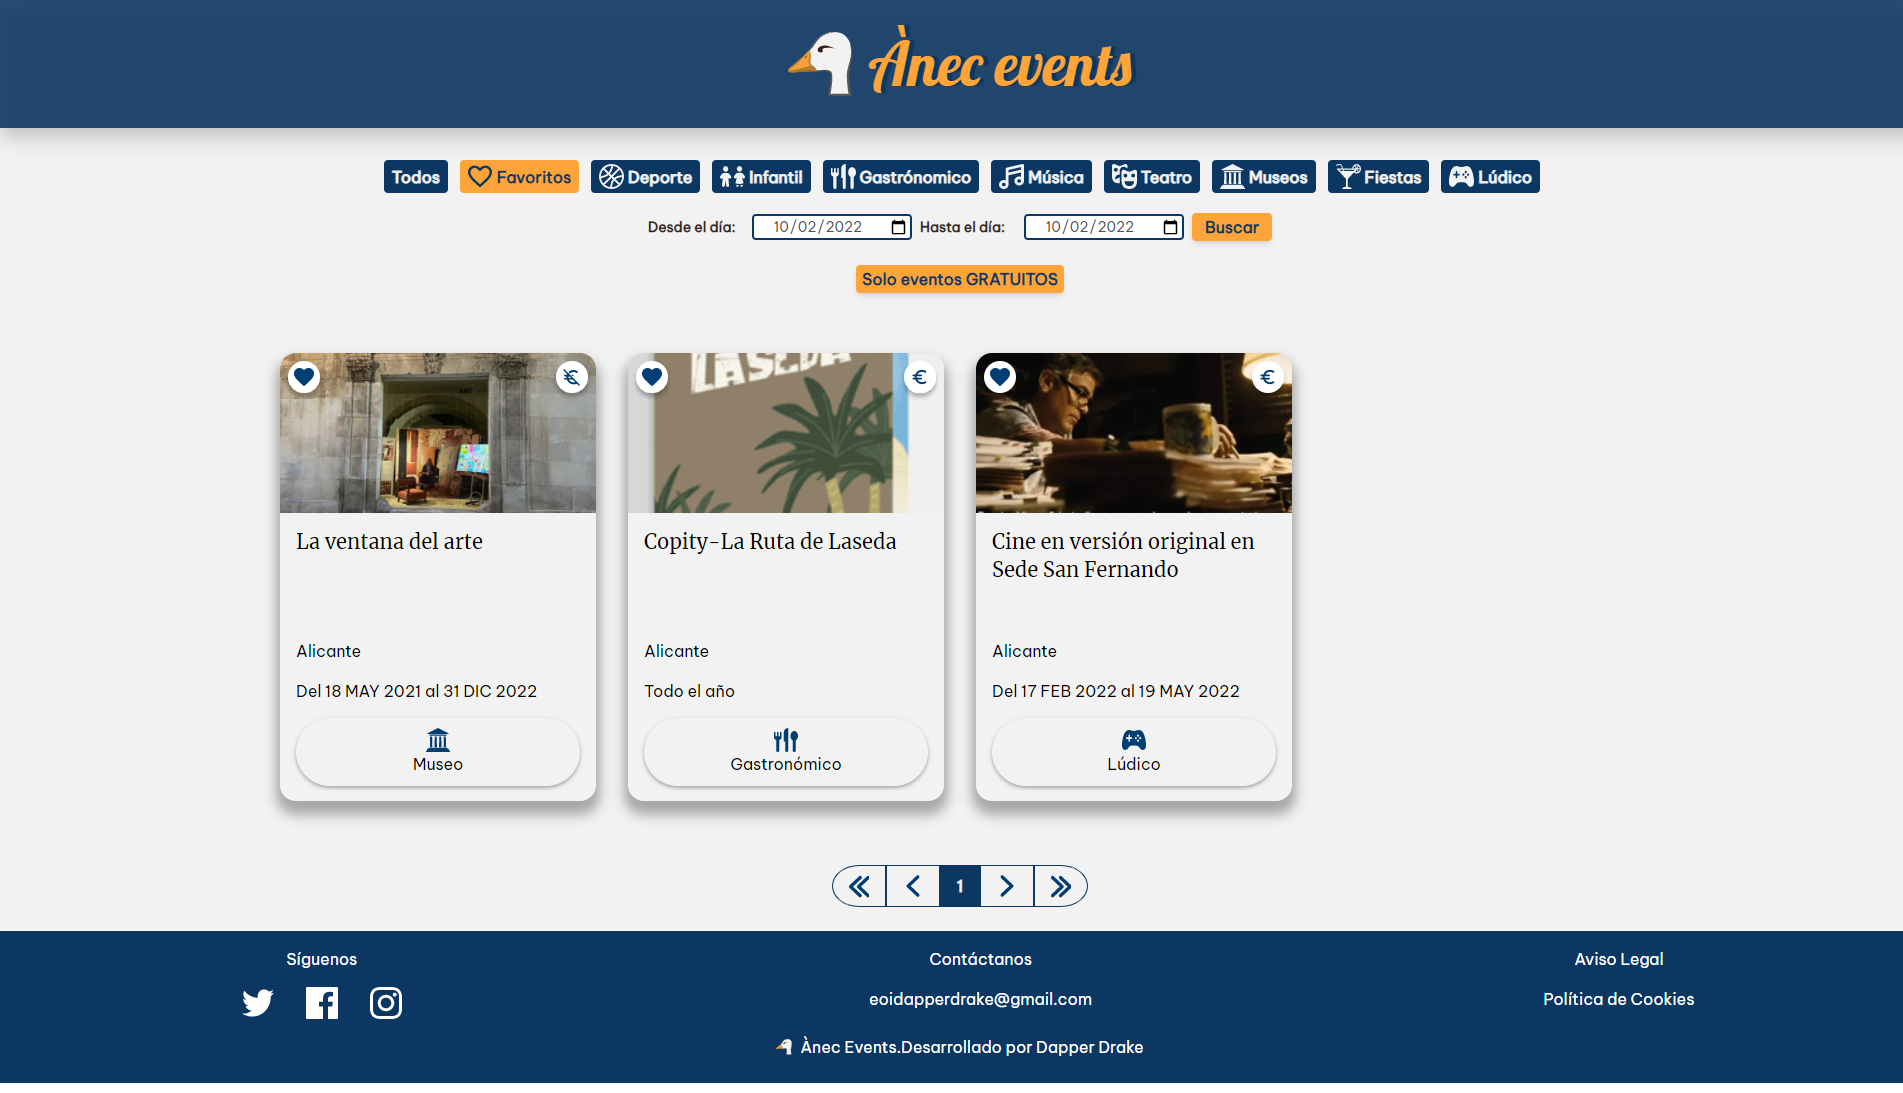 Ànec events
Todos
Favoritos
Deporte
Infantil
Gastrónomico
Música
Teatro
Museos
Fiestas
Lúdico
Desde el día:
10/02/2022
Hasta el día:
10/02/2022
Buscar
Solo eventos GRATUITOS
LASEDA
La ventana del arte
Alicante
Del 18 MAY 2021 al 31 DIC 2022
Museo
Copity-La Ruta de Laseda
Alicante
Todo el año
Gastronómico
Cine en versión original en
Sede San Fernando
Alicante
Del 17 FEB 2022 al 19 MAY 2022
Lúdico
1
Síguenos
Contáctanos
eoidapperdrake@gmail.com
Aviso Legal
Política de Cookies
Ànec Events.Desarrollado por Dapper Drake